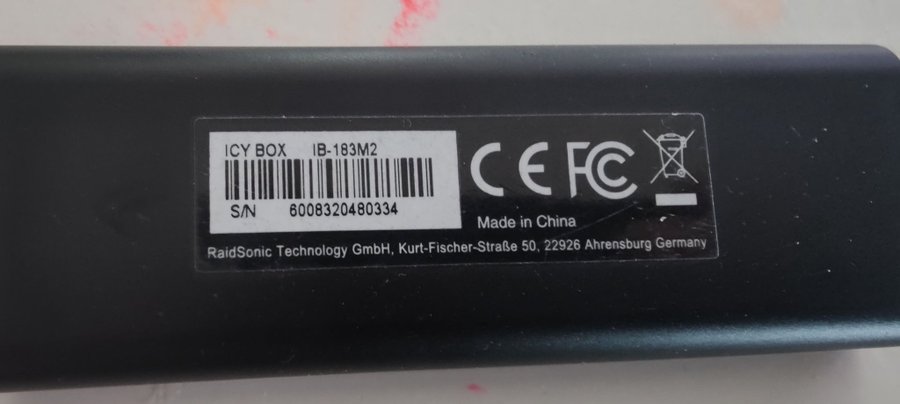 ICY BOX IB-183M2
S/N 6008320480334
CE FC
Made in China
RaidSonic Technology GmbH, Kurt-Fischer-Straße 50, 22926 Ahrensburg Germany